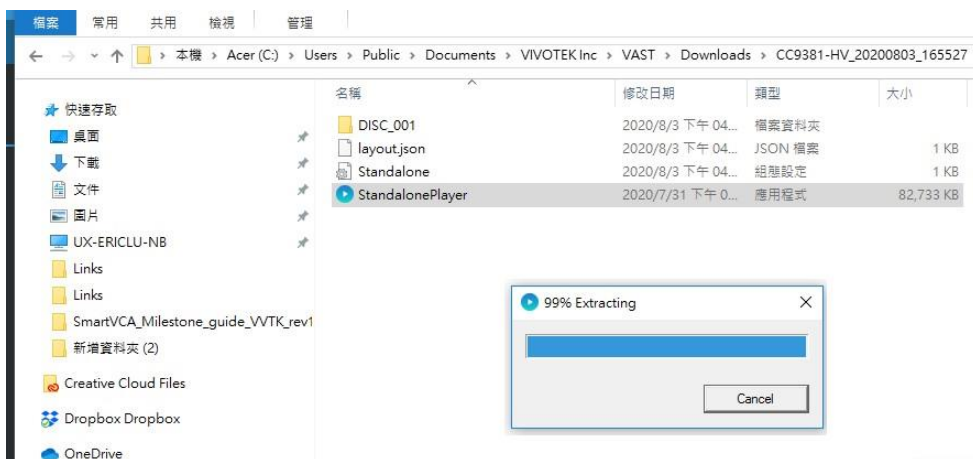 檔案 常用 共用 檢視 管理
本機 > Acer (C:) > Users > Public > Documents > VIVOTEK Inc > VAST > Downloads > CC9381-HV_20200803_165527
名稱 修改日期 類型 大小
快速存取
桌面
下載
文件
圖片
UX-ERICLU-NB
Links
Links
SmartVCA_Milestone_guide_VVTK_rev1
新增資料夾 (2)
Creative Cloud Files
Dropbox Dropbox
OneDrive
DISC_001 2020/8/3 下午 04... 檔案資料夾
layout.json 2020/8/3 下午 04... JSON 檔案 1 KB
Standalone 2020/8/3 下午 04... 組態設定 1 KB
StandalonePlayer 2020/7/31 下午 0... 應用程式 82,733 KB
99% Extracting
Cancel